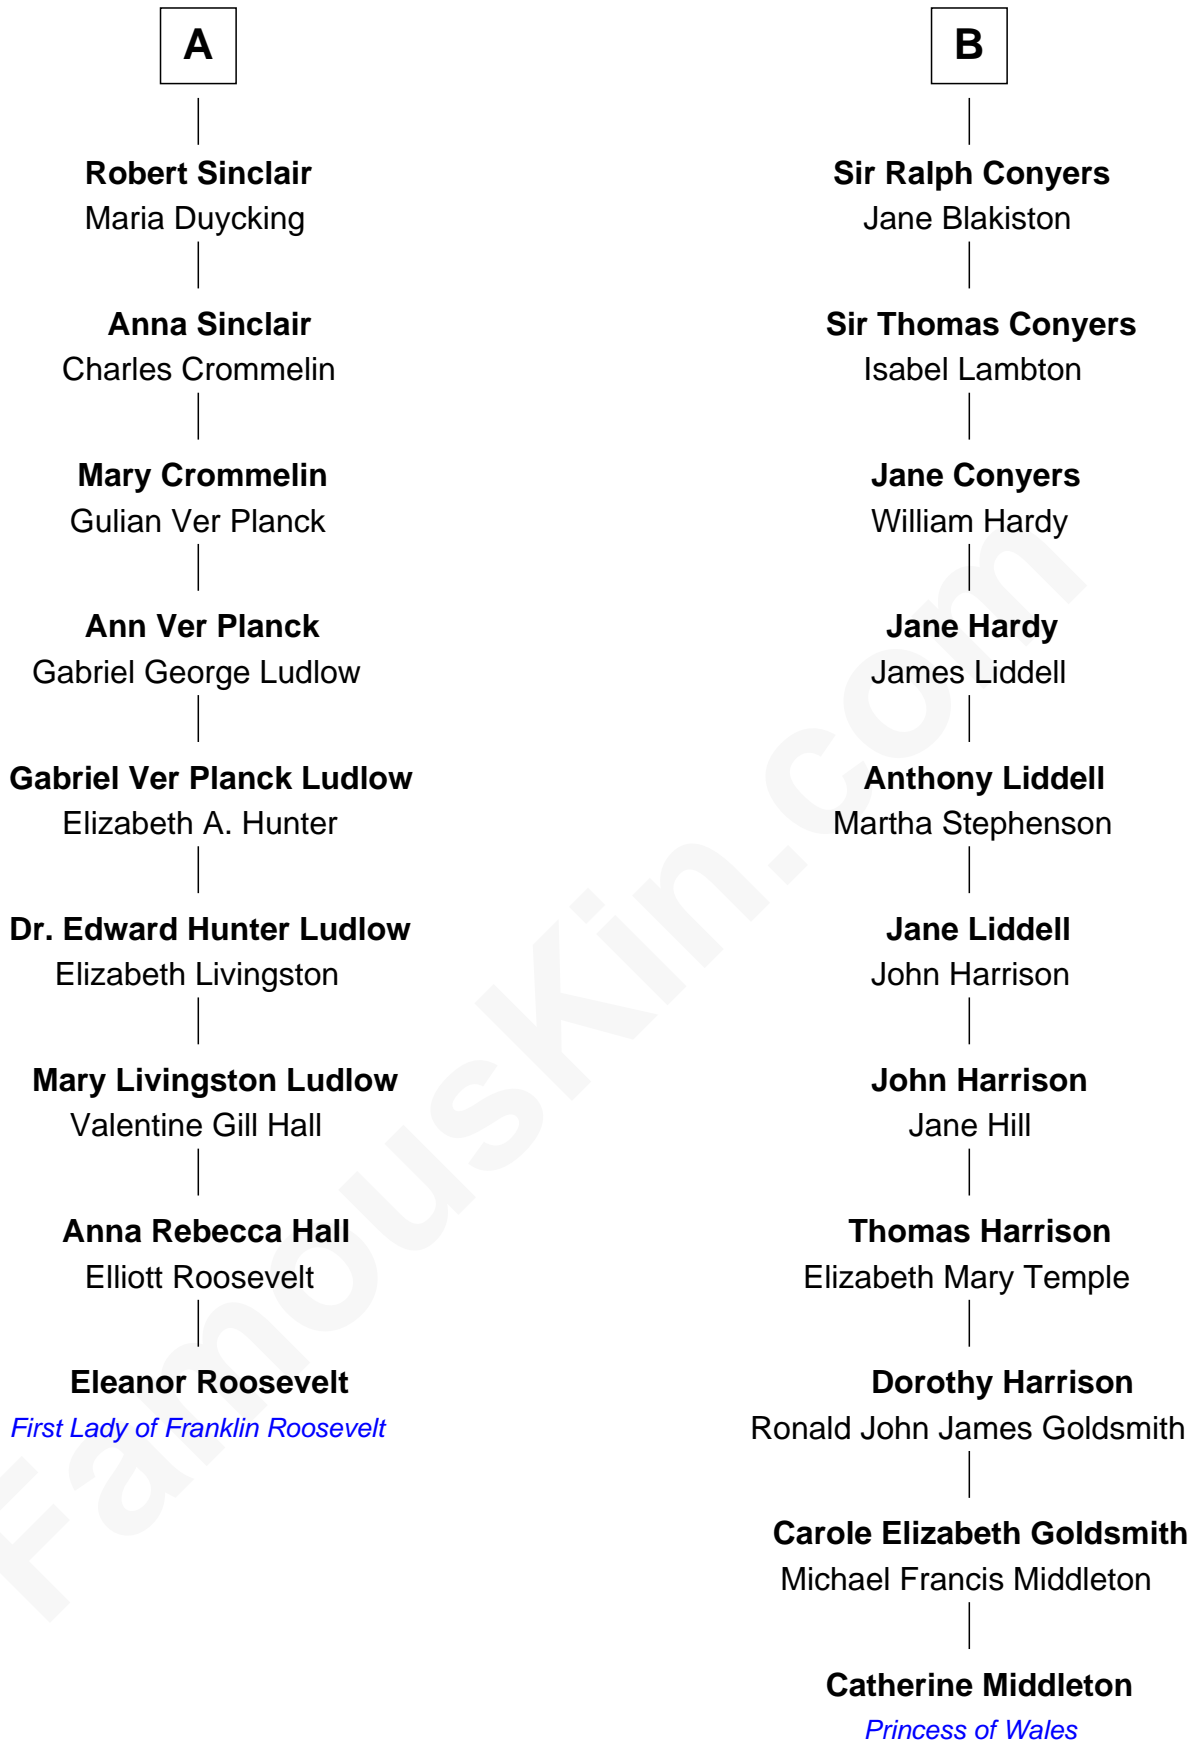 A
Robert Sinclair
Maria Duycking
Anna Sinclair
Charles Crommelin
Mary Crommelin
Gulian Ver Planck
Ann Ver Planck
Gabriel George Ludlow
Gabriel Ver Planck Ludlow
Elizabeth A. Hunter
Dr. Edward Hunter Ludlow
Elizabeth Livingston
Mary Livingston Ludlow
Valentine Gill Hall
Anna Rebecca Hall
Elliott Roosevelt
Eleanor Roosevelt
First Lady of Franklin Roosevelt
B
Sir Ralph Conyers
Jane Blakiston
Sir Thomas Conyers
Isabel Lambton
Jane Conyers
William Hardy
Jane Hardy
James Liddell
Anthony Liddell
Martha Stephenson
Jane Liddell
John Harrison
John Harrison
Jane Hill
Thomas Harrison
Elizabeth Mary Temple
Dorothy Harrison
Ronald John James Goldsmith
Carole Elizabeth Goldsmith
Michael Francis Middleton
Catherine Middleton
Princess of Wales
FamousKin.com